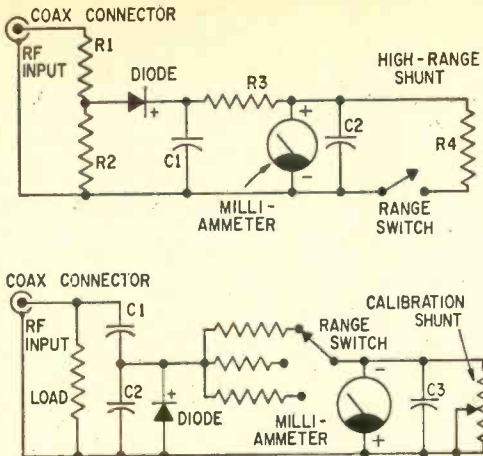 COAX CONNECTOR
RF
INPUT
R1
R2
DIODE
+
C1
R3
+
-
MILLI-
AMMETER
C2
HIGH-RANGE
SHUNT
R4
RANGE
SWITCH
COAX CONNECTOR
RF
INPUT
LOAD
C1
C2
+
DIODE
RANGE
SWITCH
MILLI-
AMMETER
-
+
C3
CALIBRATION
SHUNT